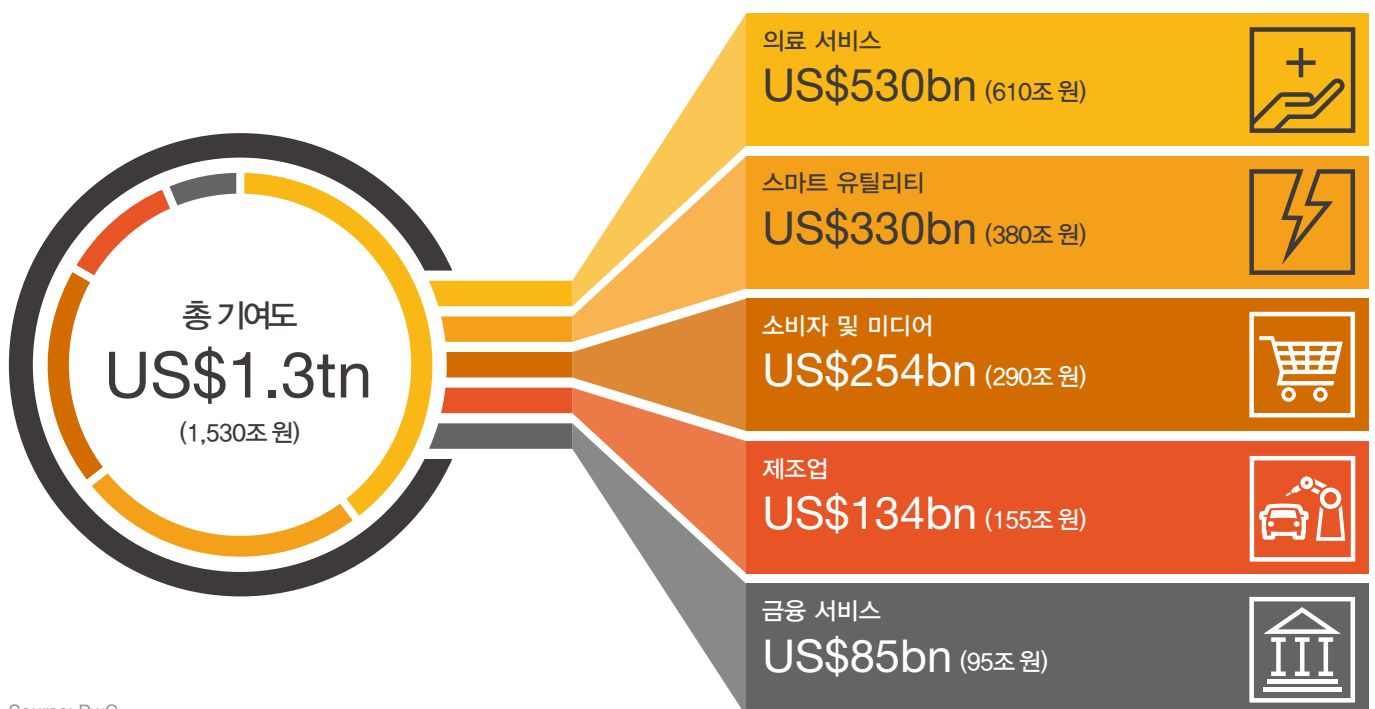 총 기여도
US$1.3tn
(1,530조 원)
의료 서비스
US$530bn (610조 원)
스마트 유틸리티
US$330bn (380조 원)
소비자 및 미디어
US$254bn (290조 원)
제조업
US$134bn (155조 원)
금융 서비스
US$85bn (95조 원)
Source: PwC